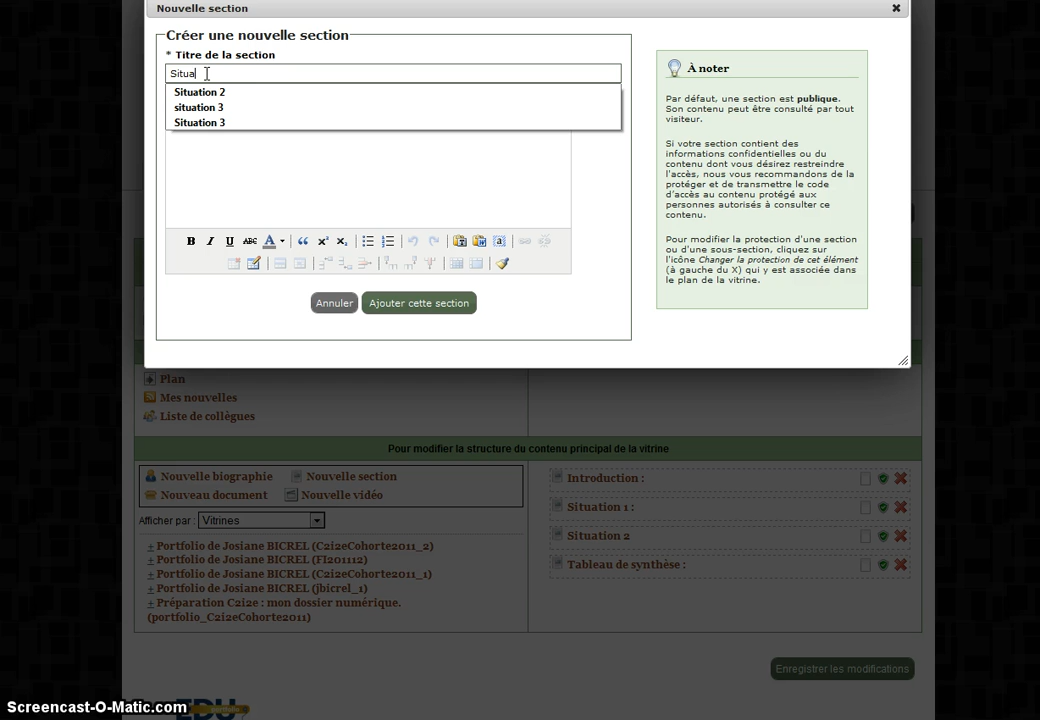 Nouvelle section
Créer une nouvelle section
* Titre de la section
Situa
Situation 2
situation 3
Situation 3
B I U ABC A
Annuler
Ajouter cette section
À noter
Par défaut, une section est publique.
Son contenu peut être consulté par tout
visiteur.
Si votre section contient des
informations confidentielles ou du
contenu dont vous désirez restreindre
l'accès, nous vous recommandons de la
protéger et de transmettre le code
d'accès au contenu protégé aux
personnes autorisés à consulter ce
contenu.
Pour modifier la protection d'une section
ou d'une sous-section, cliquez sur
l'icône Changer la protection de cet élément
(à gauche du X) qui y est associée dans
le plan de la vitrine.
Plan
Mes nouvelles
Liste de collègues
Pour modifier la structure du contenu principal de la vitrine
Nouvelle biographie
Nouvelle section
Nouveau document
Nouvelle vidéo
Afficher par :
Vitrines
Portfolio de Josiane BICREL (C2i2eCohorte2011_2)
Portfolio de Josiane BICREL (FI201112)
Portfolio de Josiane BICREL (C2i2eCohorte2011_1)
Portfolio de Josiane BICREL (jbicrel_1)
Préparation C2i2e : mon dossier numérique.
(portfolio_C2i2eCohorte2011)
Introduction :
Situation 1 :
Situation 2
Tableau de synthèse :
Enregistrer les modifications
EDU
portfolio
Screencast-O-Matic.com